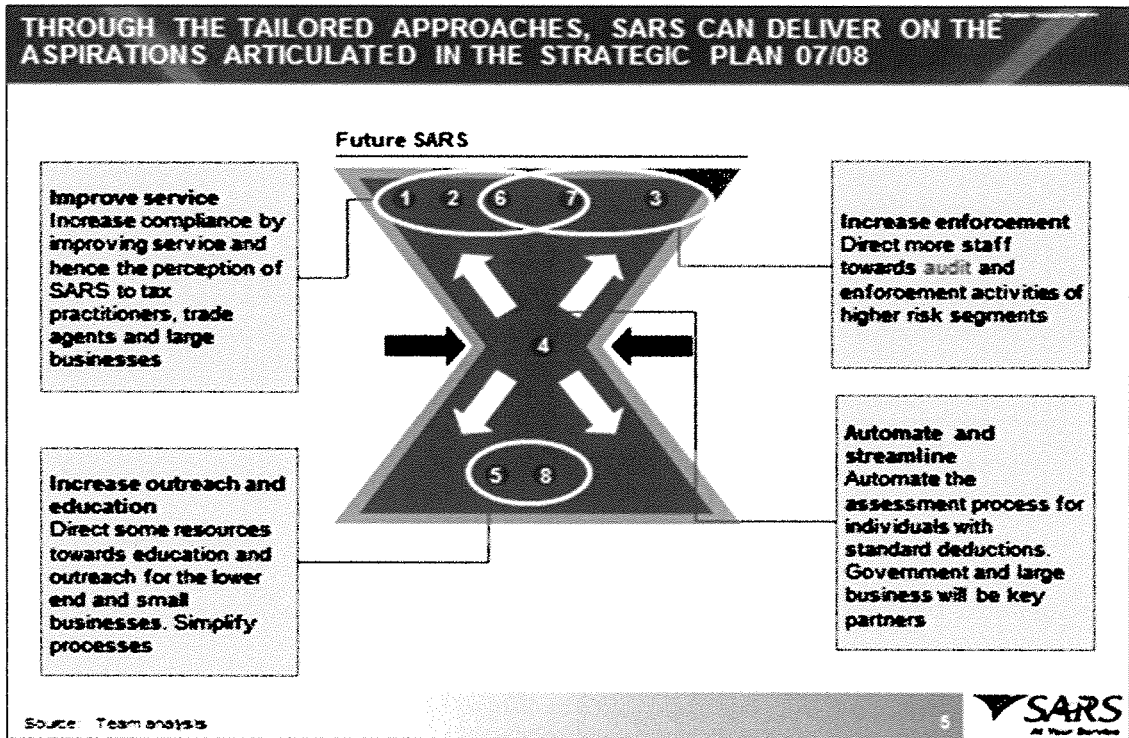 THROUGH THE TAILORED APPROACHES, SARS CAN DELIVER ON THE
ASPIRATIONS ARTICULATED IN THE STRATEGIC PLAN 07/08
Future SARS
Improve service
Increase compliance by
improving service and
hence the perception of
SARS to tax
practitioners, trade
agents and large
businesses
1 2 6 7 3
4
5 8
Increase enforcement
Direct more staff
towards audit and
enforcement activities of
higher risk segments
Increase outreach and
education
Direct some resources
towards education and
outreach for the lower
end and small
businesses. Simplify
processes
Automate and
streamline
Automate the
assessment process for
individuals with
standard deductions.
Government and large
business will be key
partners
Source: Team analysis
5
SARS
At Your Service